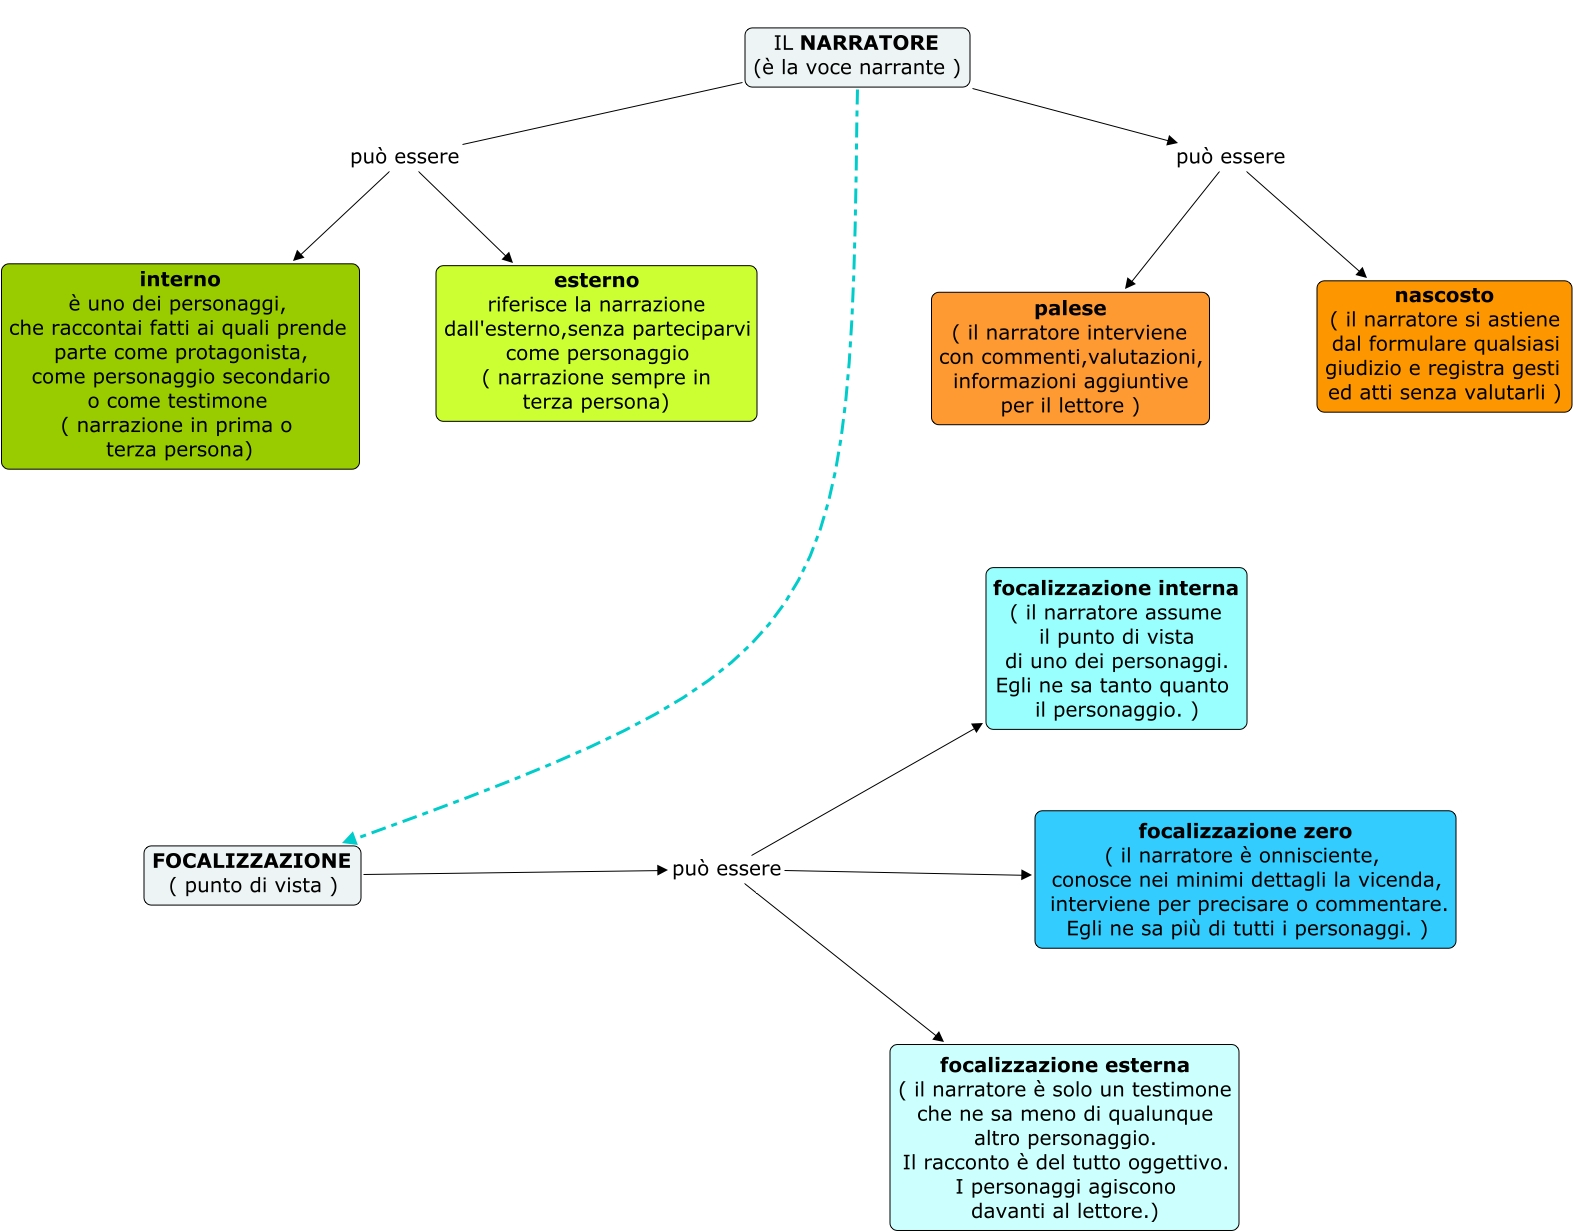 IL NARRATORE
(è la voce narrante )
può essere
può essere
interno
è uno dei personaggi,
che raccontai fatti ai quali prende
parte come protagonista,
come personaggio secondario
o come testimone
( narrazione in prima o
terza persona)
esterno
riferisce la narrazione
dall'esterno,senza parteciparvi
come personaggio
( narrazione sempre in
terza persona)
palese
( il narratore interviene
con commenti,valutazioni,
informazioni aggiuntive
per il lettore )
nascosto
( il narratore si astiene
dal formulare qualsiasi
giudizio e registra gesti
ed atti senza valutarli )
FOCALIZZAZIONE
( punto di vista )
può essere
focalizzazione interna
( il narratore assume
il punto di vista
di uno dei personaggi.
Egli ne sa tanto quanto
il personaggio. )
focalizzazione zero
( il narratore è onnisciente,
conosce nei minimi dettagli la vicenda,
interviene per precisare o commentare.
Egli ne sa più di tutti i personaggi. )
focalizzazione esterna
( il narratore è solo un testimone
che ne sa meno di qualunque
altro personaggio.
Il racconto è del tutto oggettivo.
I personaggi agiscono
davanti al lettore.)